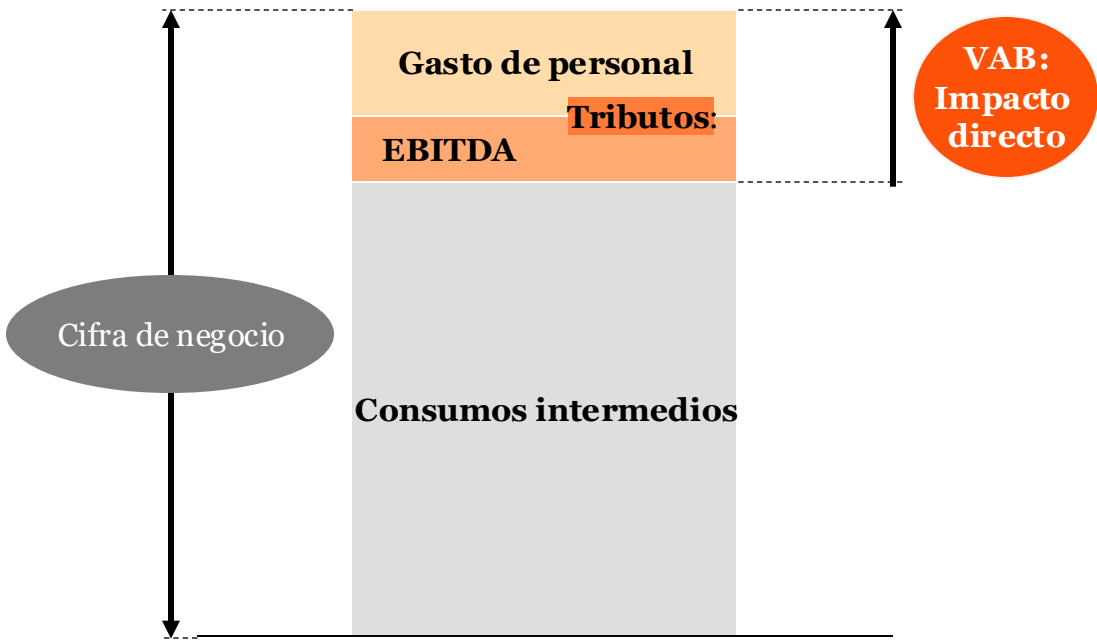 Gasto de personal
Tributos:
EBITDA
VAB:
Impacto
directo
Cifra de negocio
Consumos intermedios